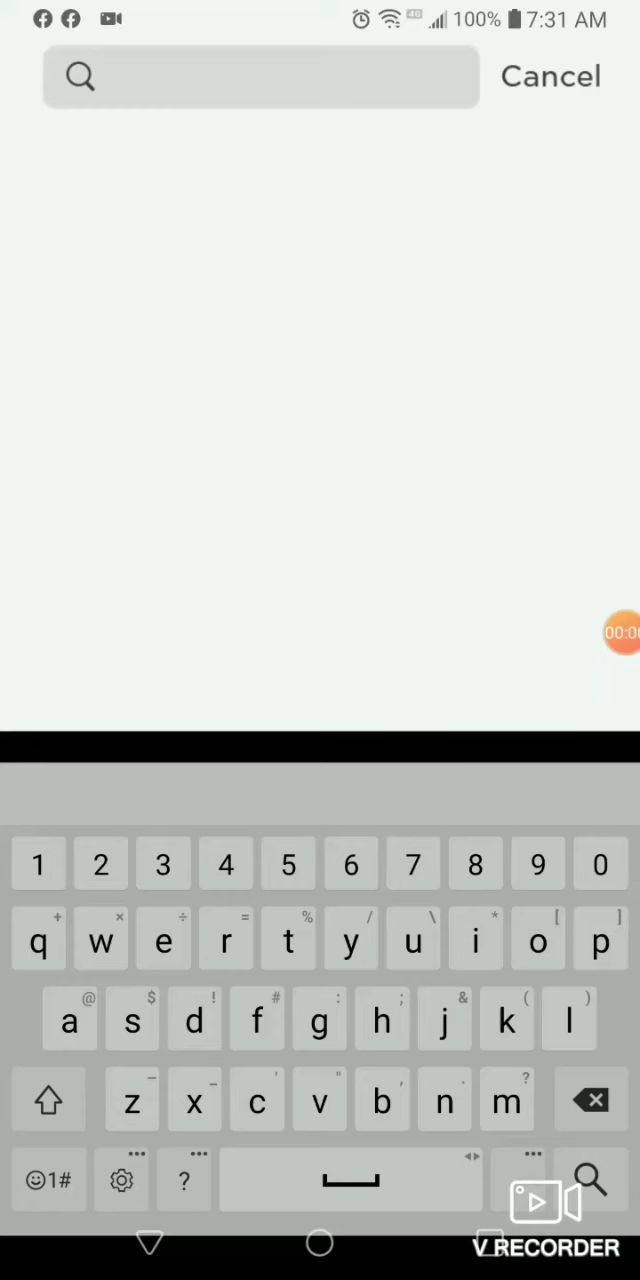 4G 100% 7:31 AM
Cancel
00:00
1 2 3 4 5 6 7 8 9 0
+ × ÷ = % / \ * [ ]
q w e r t y u i o p
@ $ ! # : ; & ( )
a s d f g h j k l
– _ ' " , . ?
z x c v b n m
1# ?
V RECORDER